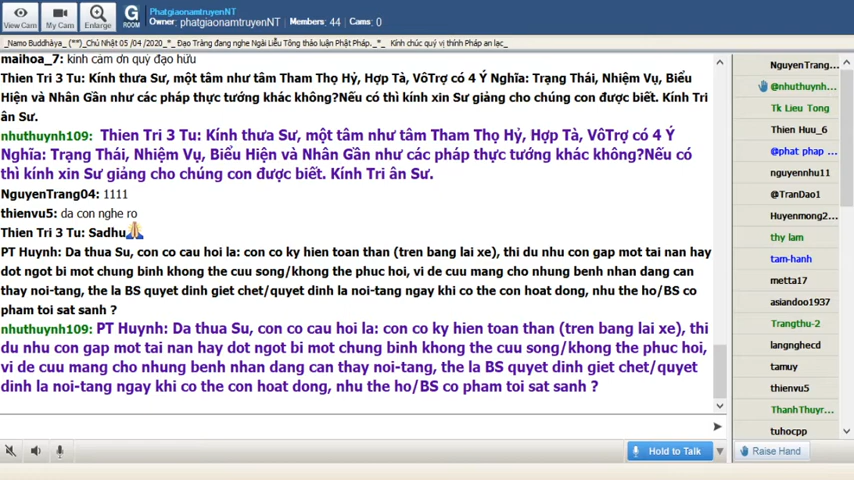 PhatgiaonamtruyenNT
Owner: phatgiaonamtruyenNT | Members: 44 Cams: 0
View Cam
My Cam
Enlarge
G ROOM
_Namo Buddhàya_ (**)_Chủ Nhật 05 /04 /2020_*_ Đạo Tràng đang nghe Ngài Liễu Tông thảo luận Phật Pháp._*_ Kính chúc quý vị thính Pháp an lạc_
maihoa_7: kính cảm ơn quý đạo hữu
Thien Tri 3 Tu: Kính thưa Sư, một tâm như tâm Tham Thọ Hỷ, Hợp Tà, VôTrợ có 4 Ý Nghĩa: Trạng Thái, Nhiệm Vụ, Biểu
Hiện và Nhân Gần như các pháp thực tướng khác không?Nếu có thì kính xin Sư giảng cho chúng con được biết. Kính Tri
ân Sư.
nhuthuynh109: Thien Tri 3 Tu: Kính thưa Sư, một tâm như tâm Tham Thọ Hỷ, Hợp Tà, VôTrợ có 4 Ý
Nghĩa: Trạng Thái, Nhiệm Vụ, Biểu Hiện và Nhân Gần như các pháp thực tướng khác không?Nếu có
thì kính xin Sư giảng cho chúng con được biết. Kính Tri ân Sư.
NguyenTrang04: 1111
thienvu5: da con nghe ro
Thien Tri 3 Tu: Sadhu🙏
PT Huynh: Da thua Su, con co cau hoi la: con co ky hien toan than (tren bang lai xe), thi du nhu con gap mot tai nan hay
dot ngot bi mot chung binh khong the cuu song/khong the phuc hoi, vi de cuu mang cho nhung benh nhan dang can
thay noi-tang, the la BS quyet dinh giet chet/quyet dinh la noi-tang ngay khi co the con hoat dong, nhu the ho/BS co
pham toi sat sanh ?
nhuthuynh109: PT Huynh: Da thua Su, con co cau hoi la: con co ky hien toan than (tren bang lai xe), thi
du nhu con gap mot tai nan hay dot ngot bi mot chung binh khong the cuu song/khong the phuc hoi,
vi de cuu mang cho nhung benh nhan dang can thay noi-tang, the la BS quyet dinh giet chet/quyet
dinh la noi-tang ngay khi co the con hoat dong, nhu the ho/BS co pham toi sat sanh ?
NguyenTrang...
@nhuthuynh...
Tk Lieu Tong
Thien Huu_6
@phat phap ...
nguyennhu11
@TranDao1
Huyenmong2...
thy lam
tam-hanh
metta17
asiandoo1937
Trangthu-2
langnghecd
tamuy
thienvu5
ThanhThuyr...
tuhocpp
Hold to Talk
Raise Hand